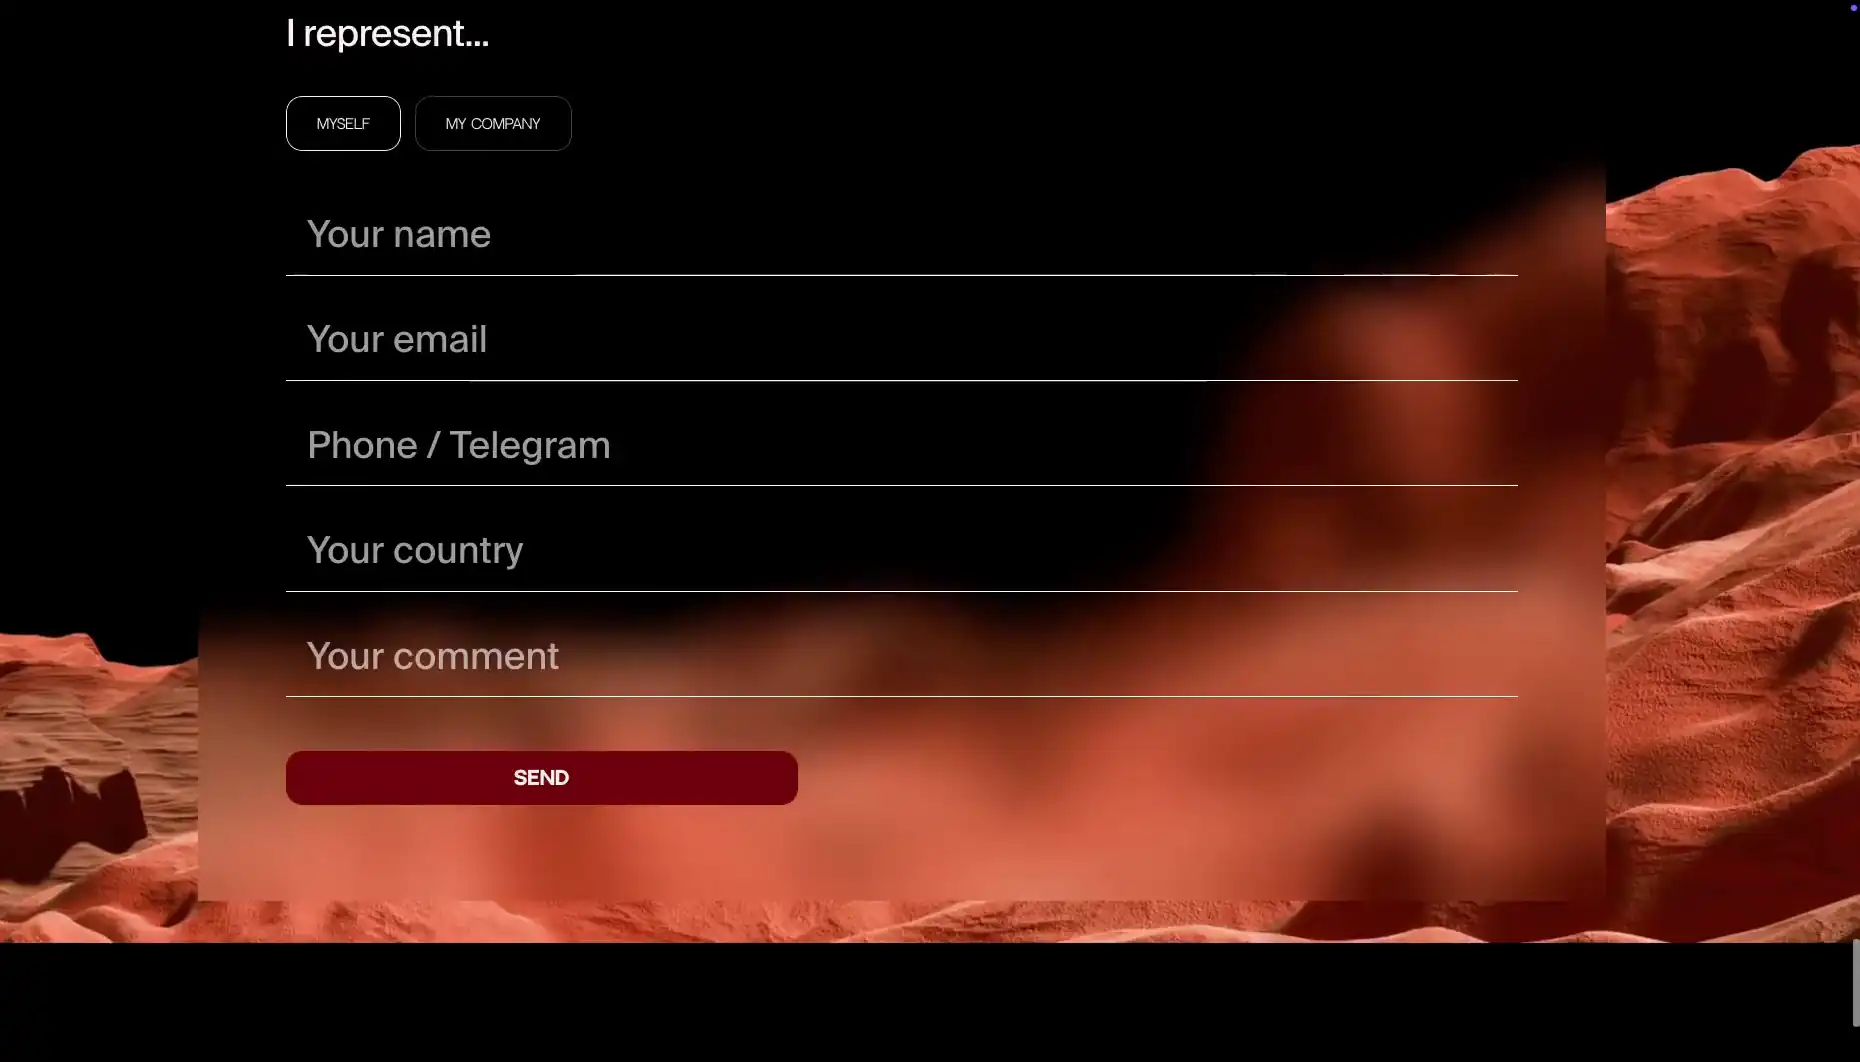 I represent...
MYSELF MY COMPANY
Your name
Your email
Phone / Telegram
Your country
Your comment
SEND